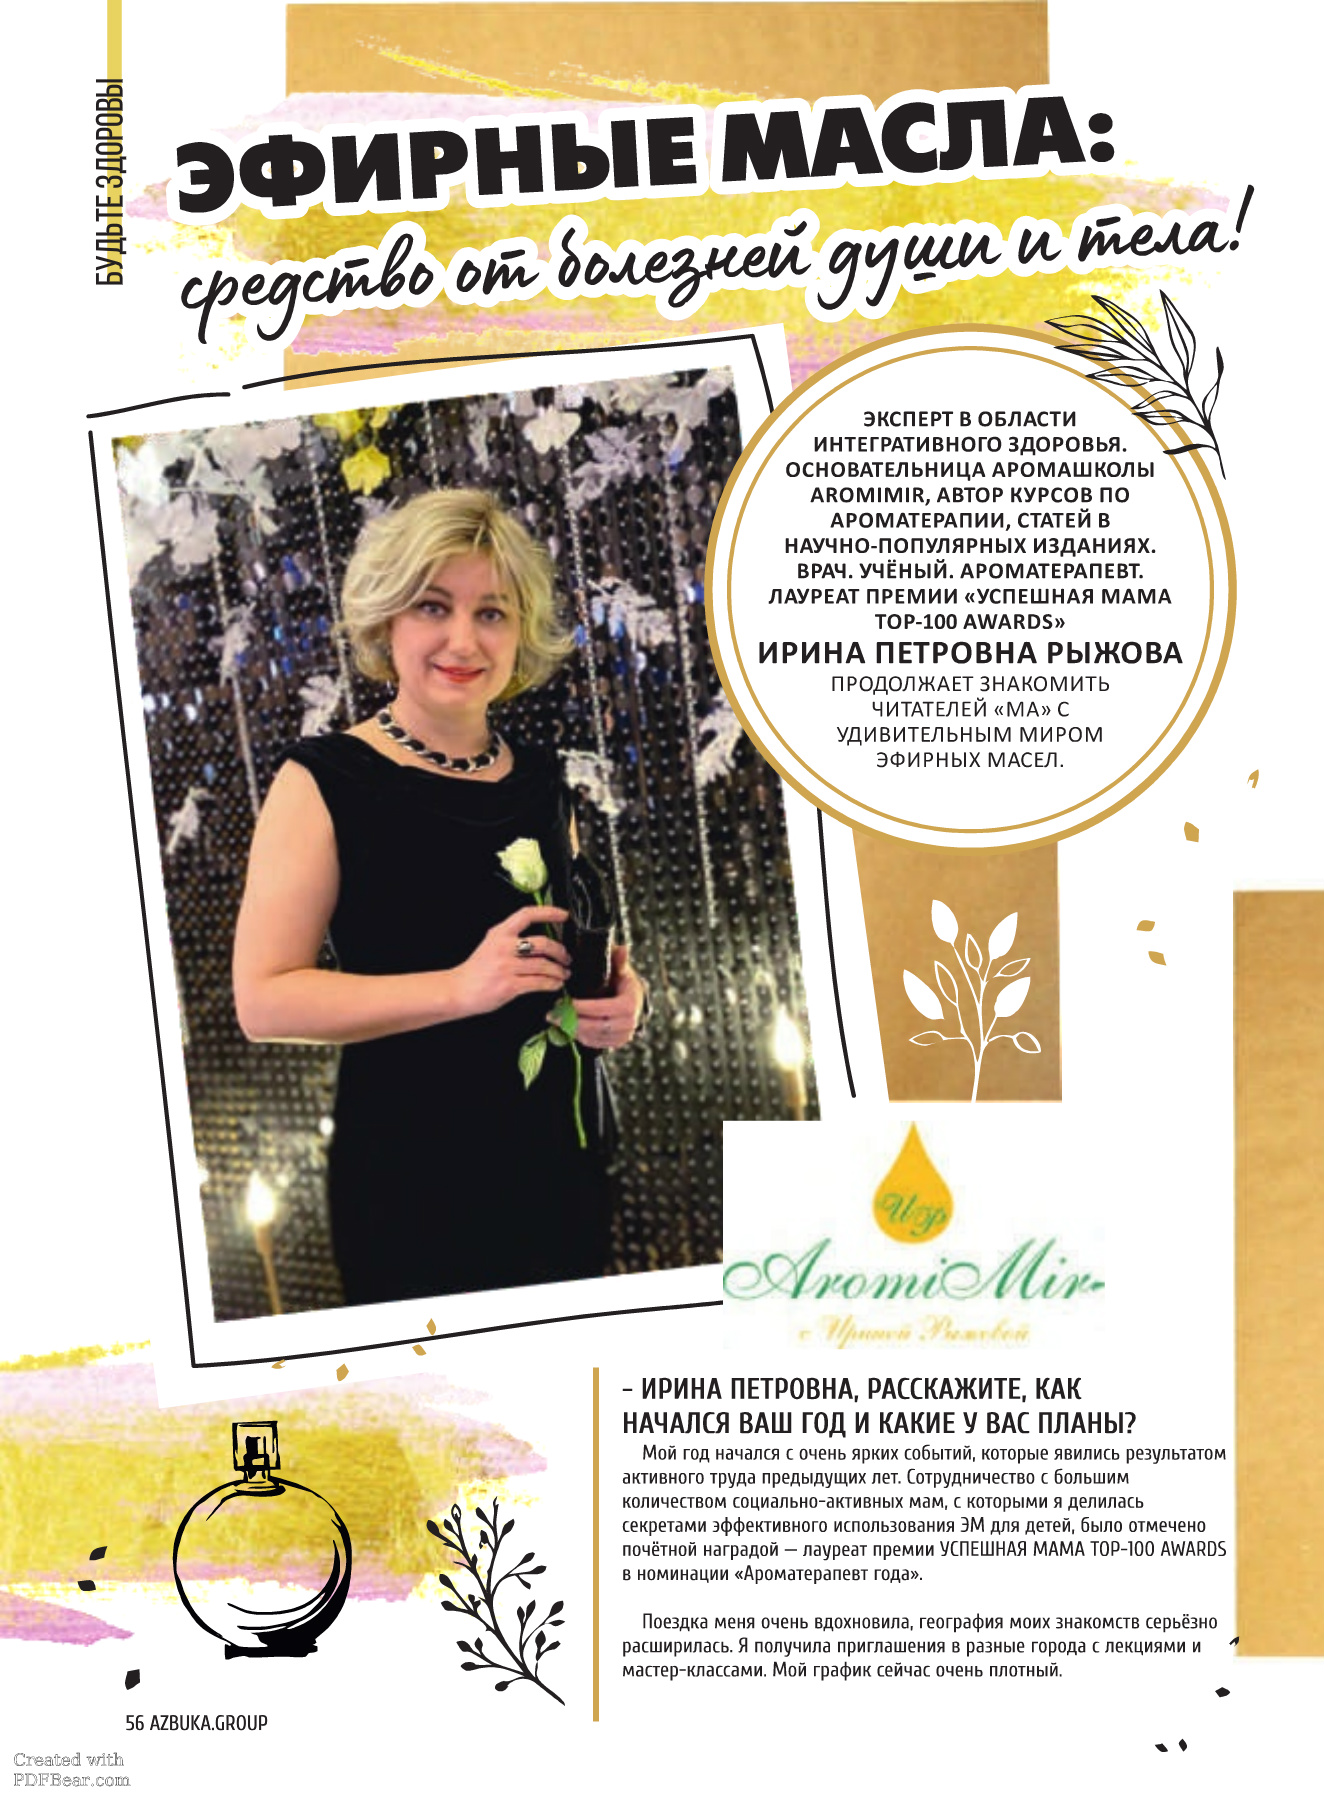 БУДЬТЕ ЗДОРОВЫ
ЭФИРНЫЕ МАСЛА:
средство от болезней души и тела!
ЭКСПЕРТ В ОБЛАСТИ
ИНТЕГРАТИВНОГО ЗДОРОВЬЯ.
ОСНОВАТЕЛЬНИЦА АРОМАШКОЛЫ
AROMIMIR, АВТОР КУРСОВ ПО
АРОМАТЕРАПИИ, СТАТЕЙ В
НАУЧНО-ПОПУЛЯРНЫХ ИЗДАНИЯХ.
ВРАЧ. УЧЁНЫЙ. АРОМАТЕРАПЕВТ.
ЛАУРЕАТ ПРЕМИИ «УСПЕШНАЯ МАМА
TOP-100 AWARDS»
ИРИНА ПЕТРОВНА РЫЖОВА
ПРОДОЛЖАЕТ ЗНАКОМИТЬ
ЧИТАТЕЛЕЙ «МА» С
УДИВИТЕЛЬНЫМ МИРОМ
ЭФИРНЫХ МАСЕЛ.
ИР
AromiMir
с Ириной Рыжовой
– ИРИНА ПЕТРОВНА, РАССКАЖИТЕ, КАК
НАЧАЛСЯ ВАШ ГОД И КАКИЕ У ВАС ПЛАНЫ?
Мой год начался с очень ярких событий, которые явились результатом
активного труда предыдущих лет. Сотрудничество с большим
количеством социально-активных мам, с которыми я делилась
секретами эффективного использования ЭМ для детей, было отмечено
почётной наградой — лауреат премии УСПЕШНАЯ МАМА TOP-100 AWARDS
в номинации «Ароматерапевт года».
Поездка меня очень вдохновила, география моих знакомств серьёзно
расширилась. Я получила приглашения в разные города с лекциями и
мастер-классами. Мой график сейчас очень плотный.
56 AZBUKA.GROUP
Created with
PDFBear.com